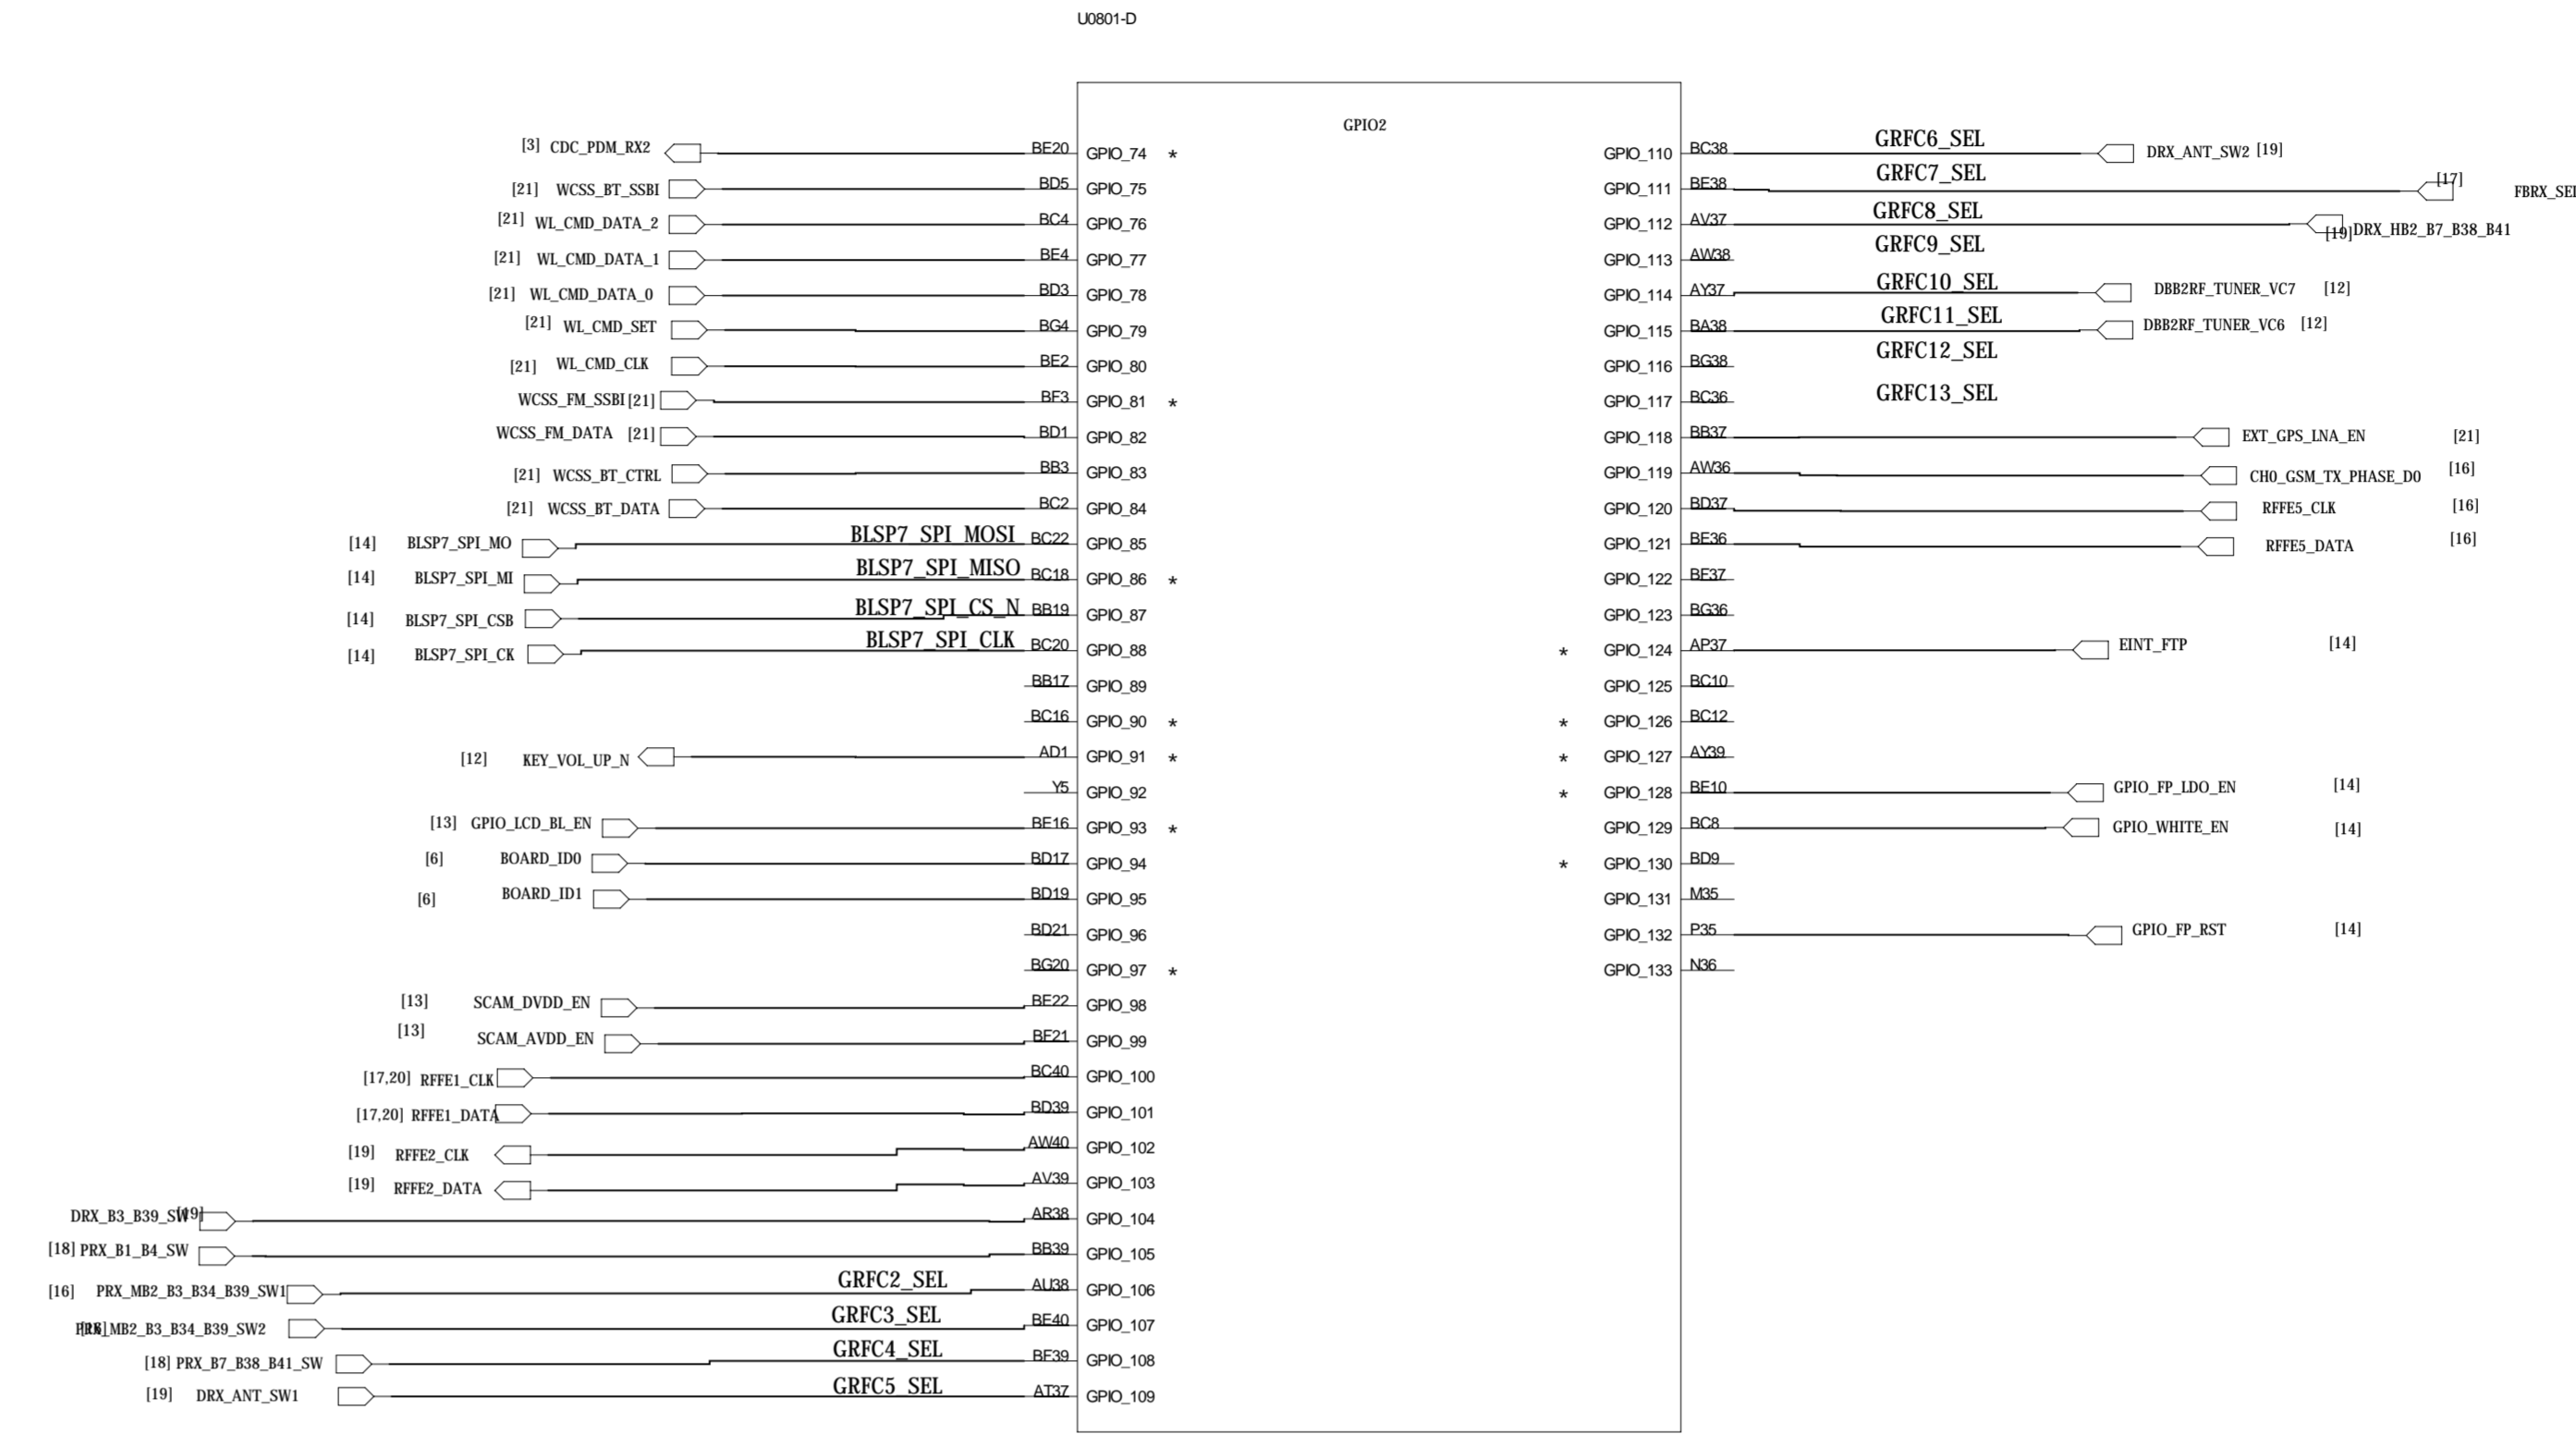 U0801-D
GPIO2
[3] CDC_PDM_RX2 BE20 GPIO_74 *
[21] WCSS_BT_SSBI BD5 GPIO_75
[21] WL_CMD_DATA_2 BC4 GPIO_76
[21] WL_CMD_DATA_1 BE4 GPIO_77
[21] WL_CMD_DATA_0 BD3 GPIO_78
[21] WL_CMD_SET BG4 GPIO_79
[21] WL_CMD_CLK BE2 GPIO_80
WCSS_FM_SSBI [21] BF3 GPIO_81 *
WCSS_FM_DATA [21] BD1 GPIO_82
[21] WCSS_BT_CTRL BB3 GPIO_83
[21] WCSS_BT_DATA BC2 GPIO_84
[14] BLSP7_SPI_MO BLSP7_SPI_MOSI BC22 GPIO_85
[14] BLSP7_SPI_MI BLSP7_SPI_MISO BC18 GPIO_86 *
[14] BLSP7_SPI_CSB BLSP7_SPI_CS_N BB19 GPIO_87
[14] BLSP7_SPI_CK BLSP7_SPI_CLK BC20 GPIO_88
BB17 GPIO_89
BC16 GPIO_90 *
[12] KEY_VOL_UP_N AD1 GPIO_91 *
Y5 GPIO_92
[13] GPIO_LCD_BL_EN BE16 GPIO_93 *
[6] BOARD_ID0 BD17 GPIO_94
[6] BOARD_ID1 BD19 GPIO_95
BD21 GPIO_96
BG20 GPIO_97 *
[13] SCAM_DVDD_EN BE22 GPIO_98
[13] SCAM_AVDD_EN BF21 GPIO_99
[17,20] RFFE1_CLK BC40 GPIO_100
[17,20] RFFE1_DATA BD39 GPIO_101
[19] RFFE2_CLK AW40 GPIO_102
[19] RFFE2_DATA AV39 GPIO_103
DRX_B3_B39_SW [19] AR38 GPIO_104
[18] PRX_B1_B4_SW BB39 GPIO_105
[16] PRX_MB2_B3_B34_B39_SW1 GRFC2_SEL AU38 GPIO_106
PRX_MB2_B3_B34_B39_SW2 GRFC3_SEL BE40 GPIO_107
[18] PRX_B7_B38_B41_SW GRFC4_SEL BF39 GPIO_108
[19] DRX_ANT_SW1 GRFC5_SEL AT37 GPIO_109
GPIO_110 BC38 GRFC6_SEL DRX_ANT_SW2 [19]
GPIO_111 BE38 GRFC7_SEL [17]
GPIO_112 AV37 GRFC8_SEL [19] DRX_HB2_B7_B38_B41
GPIO_113 AW38 GRFC9_SEL
GPIO_114 AY37 GRFC10_SEL DBB2RF_TUNER_VC7 [12]
GPIO_115 BA38 GRFC11_SEL DBB2RF_TUNER_VC6 [12]
GPIO_116 BG38 GRFC12_SEL
GPIO_117 BC36 GRFC13_SEL
GPIO_118 BB37 EXT_GPS_LNA_EN [21]
GPIO_119 AW36 CH0_GSM_TX_PHASE_D0 [16]
GPIO_120 BD37 RFFE5_CLK [16]
GPIO_121 BE36 RFFE5_DATA [16]
GPIO_122 BF37
GPIO_123 BG36
* GPIO_124 AP37 EINT_FTP [14]
GPIO_125 BC10
* GPIO_126 BC12
* GPIO_127 AY39
* GPIO_128 BE10 GPIO_FP_LDO_EN [14]
GPIO_129 BC8 GPIO_WHITE_EN [14]
* GPIO_130 BD9
GPIO_131 M35
GPIO_132 P35 GPIO_FP_RST [14]
GPIO_133 N36